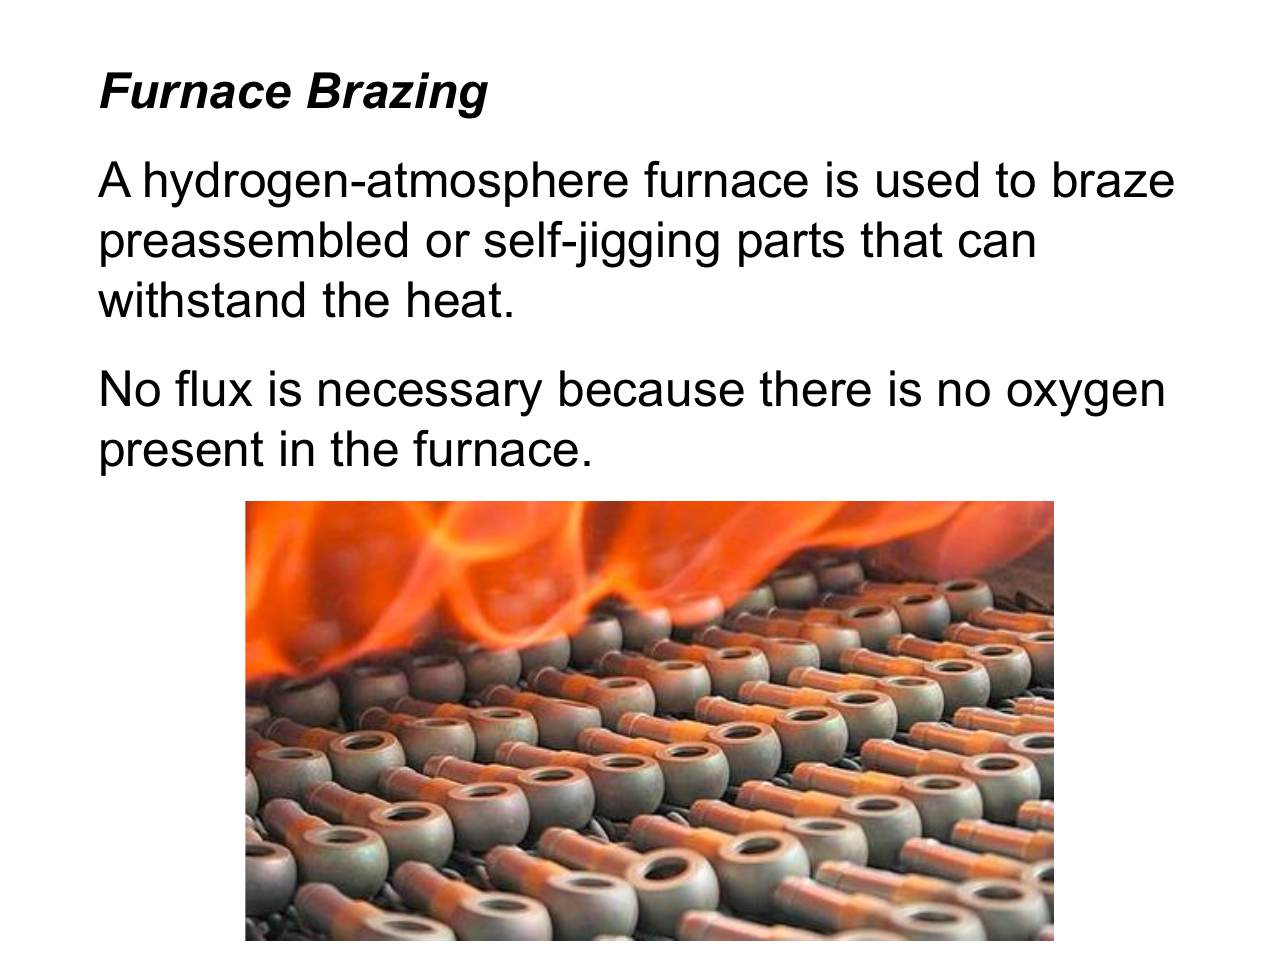 Furnace Brazing
A hydrogen-atmosphere furnace is used to braze
preassembled or self-jigging parts that can
withstand the heat.
No flux is necessary because there is no oxygen
present in the furnace.